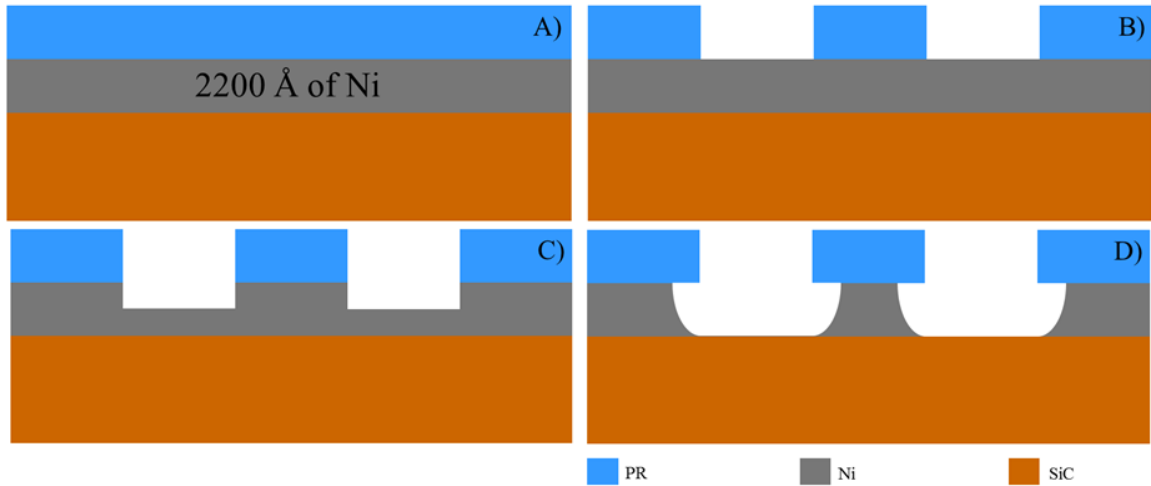 A)
B)
2200 Å of Ni
C)
D)
PR
Ni
SiC